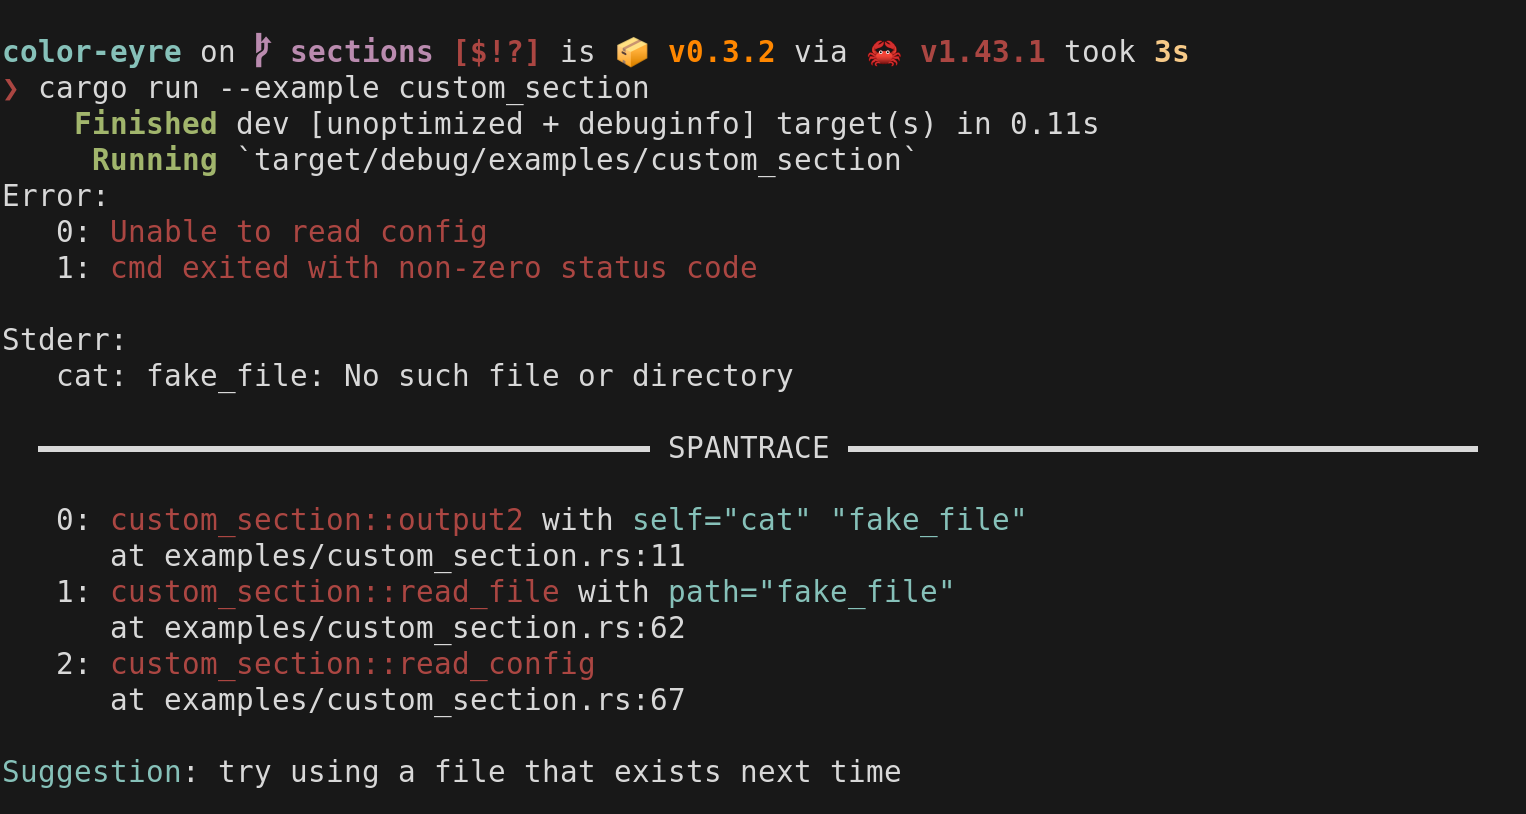 color-eyre on sections [$!?] is 📦 v0.3.2 via 🦀 v1.43.1 took 3s
❯ cargo run --example custom_section
    Finished dev [unoptimized + debuginfo] target(s) in 0.11s
     Running `target/debug/examples/custom_section`
Error:
   0: Unable to read config
   1: cmd exited with non-zero status code

Stderr:
   cat: fake_file: No such file or directory

  ━━━━━━━━━━━━━━━━━━━━━━━━━━━━━━━━━━ SPANTRACE ━━━━━━━━━━━━━━━━━━━━━━━━━━━━━━━━━━━

   0: custom_section::output2 with self="cat" "fake_file"
      at examples/custom_section.rs:11
   1: custom_section::read_file with path="fake_file"
      at examples/custom_section.rs:62
   2: custom_section::read_config
      at examples/custom_section.rs:67

Suggestion: try using a file that exists next time